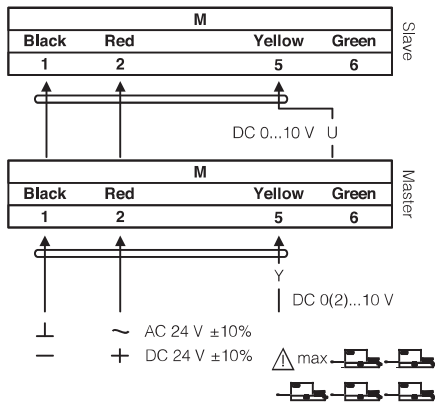 M
Black Red Yellow Green
1 2 5 6
Slave
DC 0...10 V U
M
Black Red Yellow Green
1 2 5 6
Master
Y
DC 0(2)...10 V
⊥ ~ AC 24 V ±10%
− + DC 24 V ±10%
max